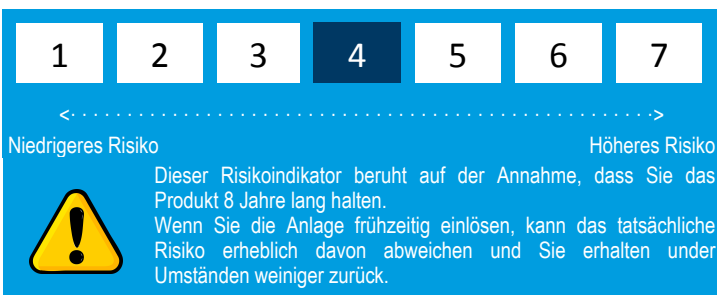 1 2 3 4 5 6 7
<· · · · · · · · · · · · · · · · · · · · · · · · · · · · · · · · · · · · · · · · · · · · · · · · · · · ·>
Niedrigeres Risiko Höheres Risiko
Dieser Risikoindikator beruht auf der Annahme, dass Sie das
Produkt 8 Jahre lang halten.
Wenn Sie die Anlage frühzeitig einlösen, kann das tatsächliche
Risiko erheblich davon abweichen und Sie erhalten under
Umständen weiniger zurück.